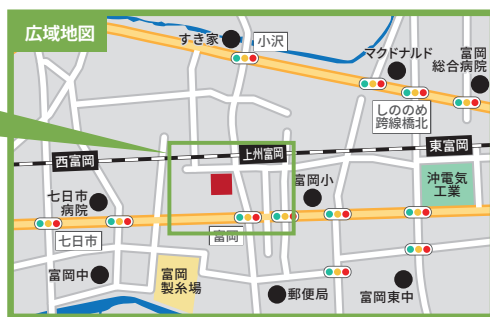 広域地図
すき家
小沢
マクドナルド
富岡
総合病院
しののめ
跨線橋北
西富岡
上州富岡
東富岡
七日市
病院
富岡小
沖電気
工業
七日市
富岡
富岡中
富岡
製糸場
郵便局
富岡東中